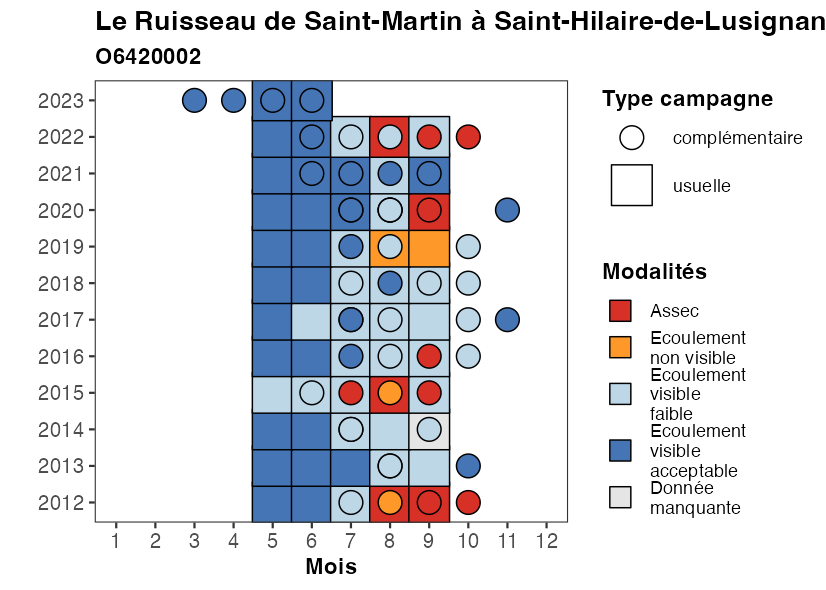 Le Ruisseau de Saint-Martin à Saint-Hilaire-de-Lusignan
O6420002
2023
2022
2021
2020
2019
2018
2017
2016
2015
2014
2013
2012
1 2 3 4 5 6 7 8 9 10 11 12
Mois
Type campagne
complémentaire
usuelle
Modalités
Assec
Ecoulement
non visible
Ecoulement
visible
faible
Ecoulement
visible
acceptable
Donnée
manquante